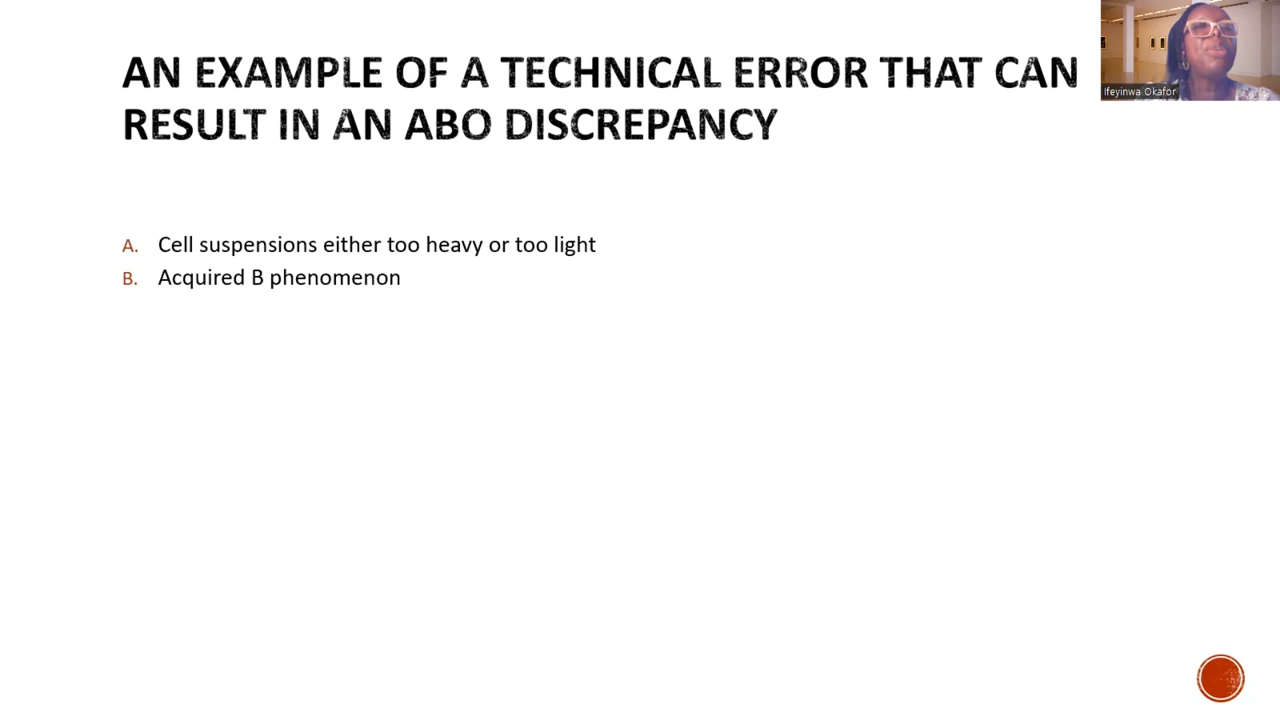 AN EXAMPLE OF A TECHNICAL ERROR THAT CAN
RESULT IN AN ABO DISCREPANCY
Ifeyinwa Okafor
A. Cell suspensions either too heavy or too light
B. Acquired B phenomenon